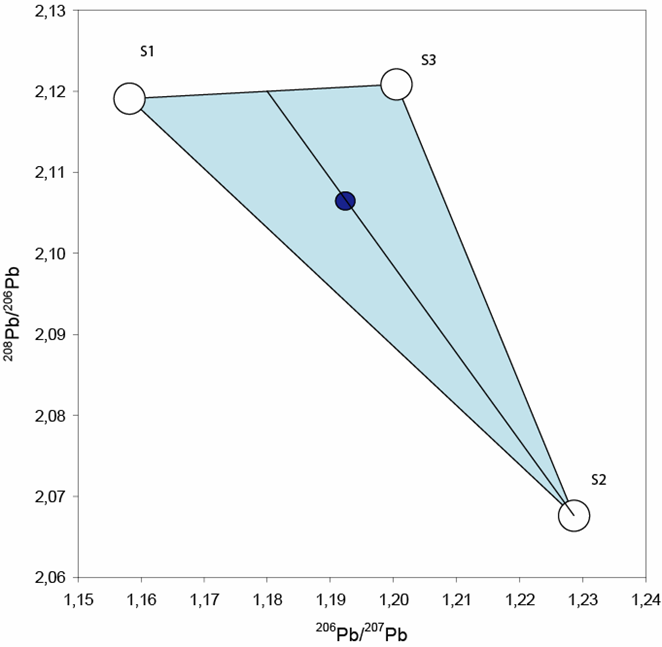 2,13
S1
S3
2,12
2,11
2,10
2,09
2,08
2,07
2,06
S2
²⁰⁸Pb/²⁰⁶Pb
1,15 1,16 1,17 1,18 1,19 1,20 1,21 1,22 1,23 1,24
²⁰⁶Pb/²⁰⁷Pb